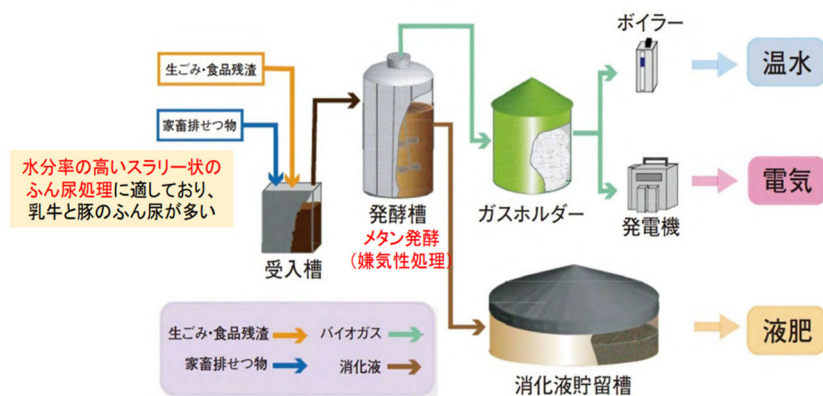 生ごみ・食品残渣
家畜排せつ物
水分率の高いスラリー状の
ふん尿処理に適しており、
乳牛と豚のふん尿が多い
受入槽
発酵槽
メタン発酵
(嫌気性処理)
ガスホルダー
ボイラー
温水
発電機
電気
消化液貯留槽
液肥
生ごみ・食品残渣
バイオガス
家畜排せつ物
消化液